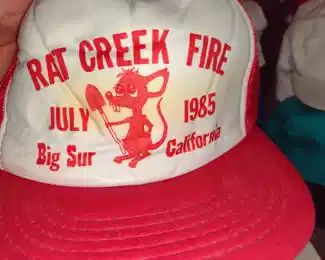 RAT CREEK FIRE
JULY 1985
Big Sur California